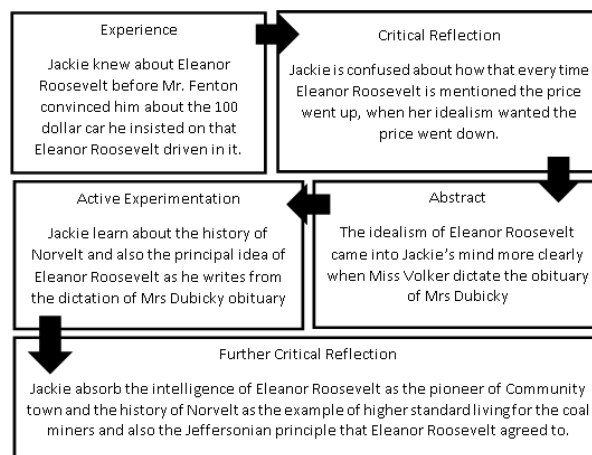 Experience
Jackie knew about Eleanor
Roosevelt before Mr. Fenton
convinced him about the 100
dollar car he insisted on that
Eleanor Roosevelt driven in it.
Critical Reflection
Jackie is confused about how that every time
Eleanor Roosevelt is mentioned the price
went up, when her idealism wanted the
price went down.
Abstract
The idealism of Eleanor Roosevelt
came into Jackie’s mind more clearly
when Miss Volker dictate the obituary
of Mrs Dubicky
Active Experimentation
Jackie learn about the history of
Norvelt and also the principal idea of
Eleanor Roosevelt as he writes from
the dictation of Mrs Dubicky obituary
Further Critical Reflection
Jackie absorb the intelligence of Eleanor Roosevelt as the pioneer of Community
town and the history of Norvelt as the example of higher standard living for the coal
miners and also the Jeffersonian principle that Eleanor Roosevelt agreed to.